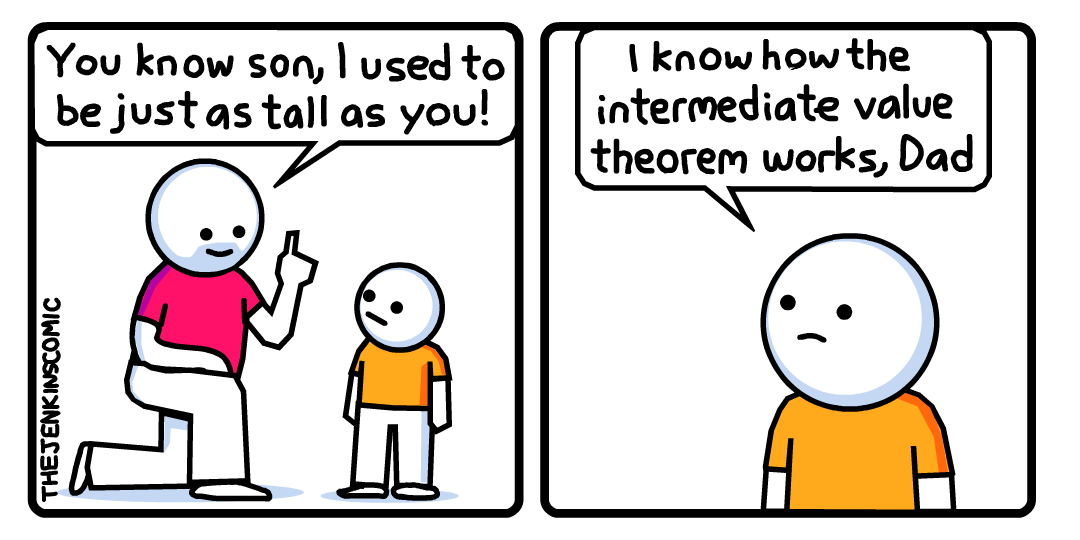 You know son, I used to
be just as tall as you!
I know how the
intermediate value
theorem works, Dad
THEJENKINSCOMIC